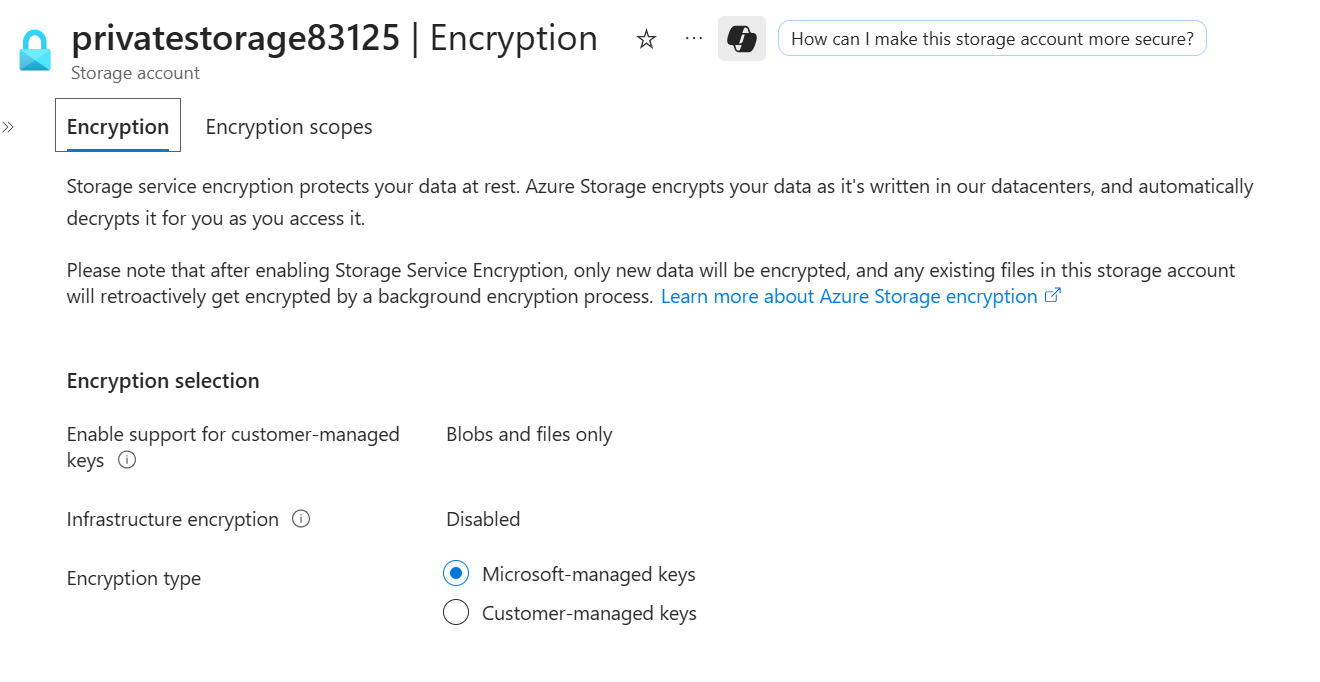 privatestorage83125 | Encryption
How can I make this storage account more secure?
Storage account
Encryption
Encryption scopes
Storage service encryption protects your data at rest. Azure Storage encrypts your data as it's written in our datacenters, and automatically
decrypts it for you as you access it.
Please note that after enabling Storage Service Encryption, only new data will be encrypted, and any existing files in this storage account
will retroactively get encrypted by a background encryption process. Learn more about Azure Storage encryption
Encryption selection
Enable support for customer-managed
keys
Blobs and files only
Infrastructure encryption
Disabled
Encryption type
Microsoft-managed keys
Customer-managed keys